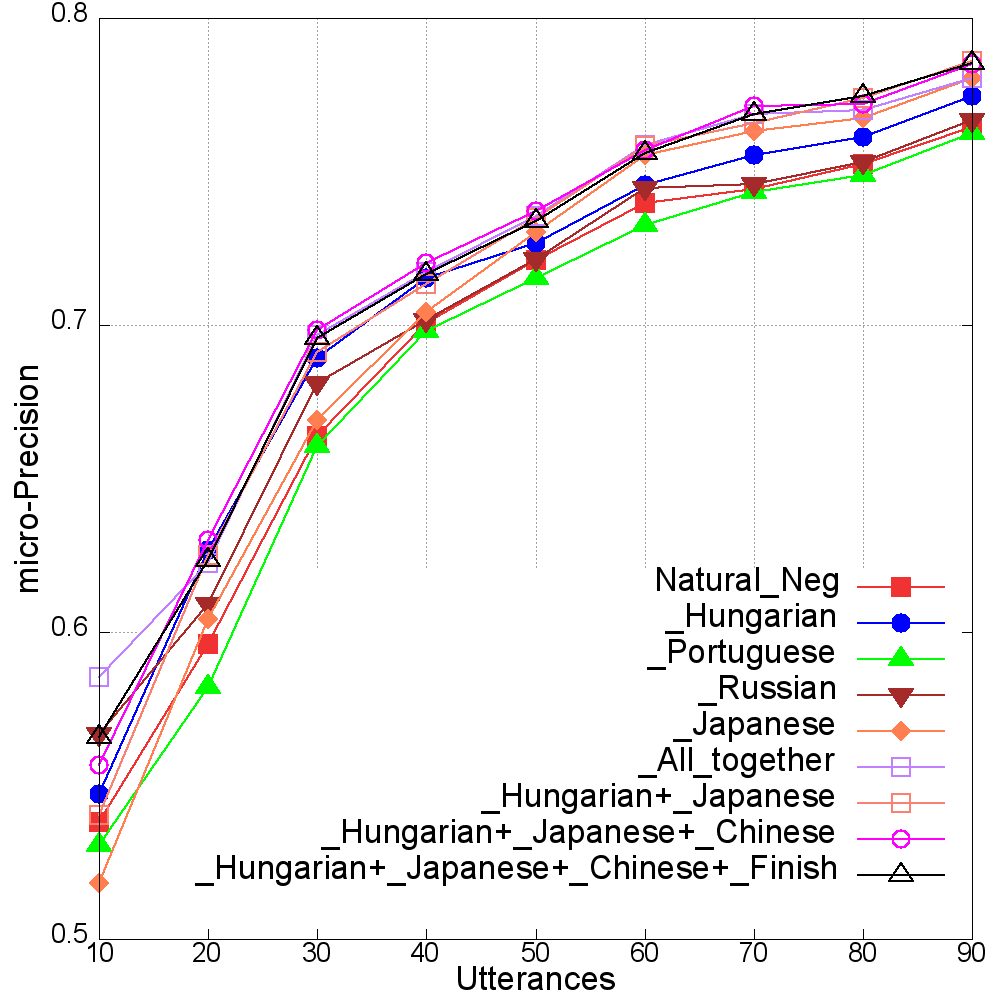 0.8
0.7
0.6
0.5
micro-Precision
Natural_Neg
_Hungarian
_Portuguese
_Russian
_Japanese
_All_together
_Hungarian+_Japanese
_Hungarian+_Japanese+_Chinese
_Hungarian+_Japanese+_Chinese+_Finish
10 20 30 40 50 60 70 80 90
Utterances